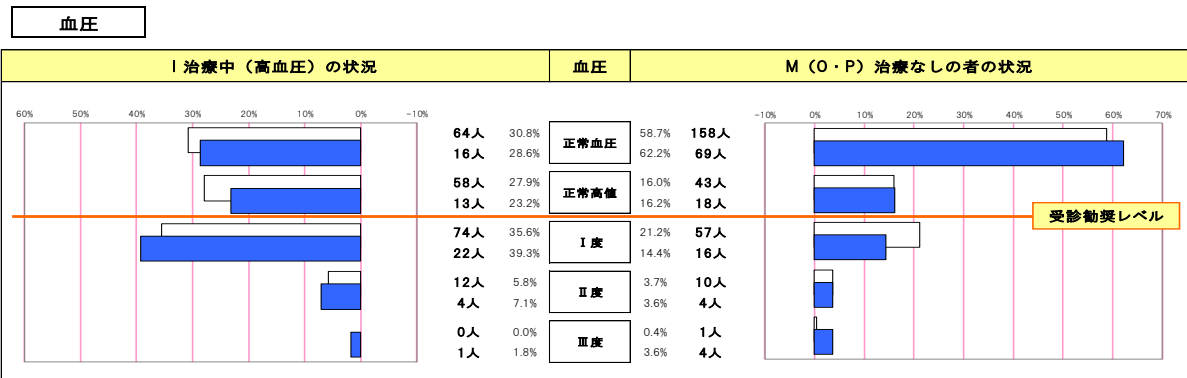 血圧
Ⅰ 治療中（高血圧）の状況 血圧 M（O・P）治療なしの者の状況
60% 50% 40% 30% 20% 10% 0% −10% −10% 0% 10% 20% 30% 40% 50% 60% 70%
64人 30.8% 正常血圧 58.7% 158人
16人 28.6% 62.2% 69人
58人 27.9% 正常高値 16.0% 43人
13人 23.2% 16.2% 18人
受診勧奨レベル
74人 35.6% Ⅰ度 21.2% 57人
22人 39.3% 14.4% 16人
12人 5.8% Ⅱ度 3.7% 10人
4人 7.1% 3.6% 4人
0人 0.0% Ⅲ度 0.4% 1人
1人 1.8% 3.6% 4人